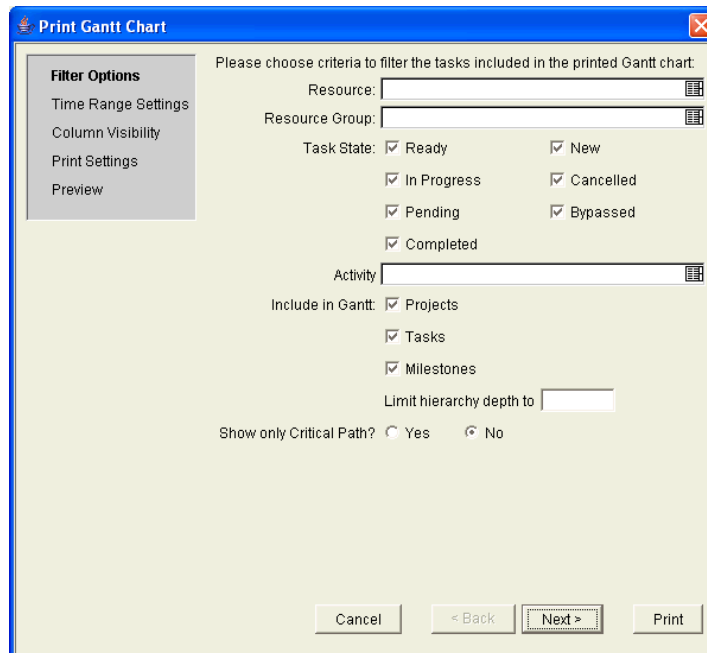 Print Gantt Chart
Filter Options
Time Range Settings
Column Visibility
Print Settings
Preview
Please choose criteria to filter the tasks included in the printed Gantt chart:
Resource:
Resource Group:
Task State: Ready New
In Progress Cancelled
Pending Bypassed
Completed
Activity
Include in Gantt: Projects
Tasks
Milestones
Limit hierarchy depth to
Show only Critical Path? Yes No
Cancel < Back Next > Print